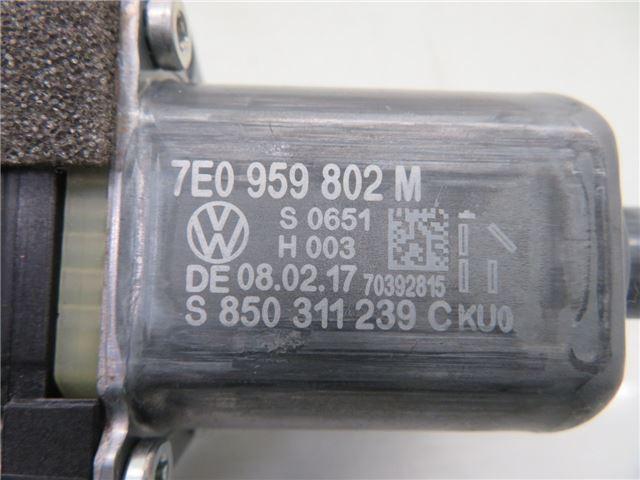 7E0 959 802 M
S 0651
H 003
DE 08.02.17 70392815
S 850 311 239 C KU0